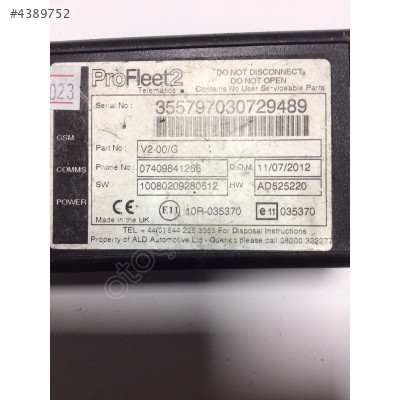 #4389752
ProFleet2
Telematics
DO NOT DISCONNECT
DO NOT OPEN
Contains No User Serviceable Parts
023
Serial No: 355797030729489
GSM
COMMS
POWER
Part No: V2-00/G
Phone No: 07409841256 D.O.M. 11/07/2012
SW 10080209280612 HW AD525220
CE E11 10R-035370 e11 035370
Made in the UK
TEL + 44(0) 844 225 3353 For Disposal Instructions
Property of ALD Automotive Ltd - Queries please call 08000